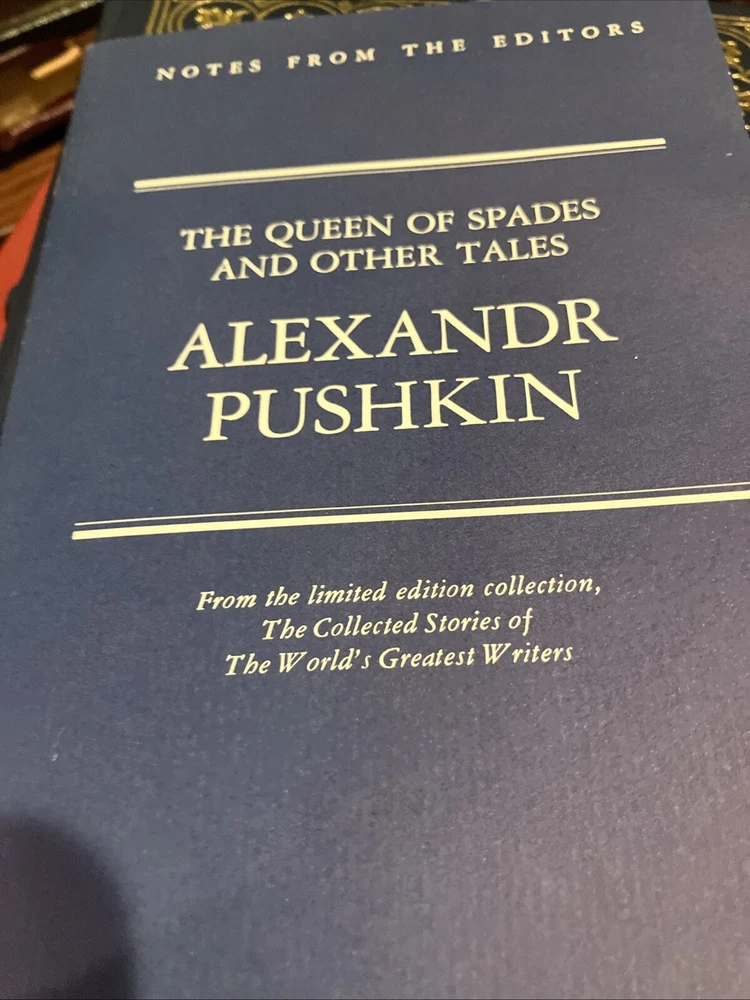 NOTES FROM THE EDITORS
THE QUEEN OF SPADES
AND OTHER TALES
ALEXANDR
PUSHKIN
From the limited edition collection,
The Collected Stories of
The World's Greatest Writers